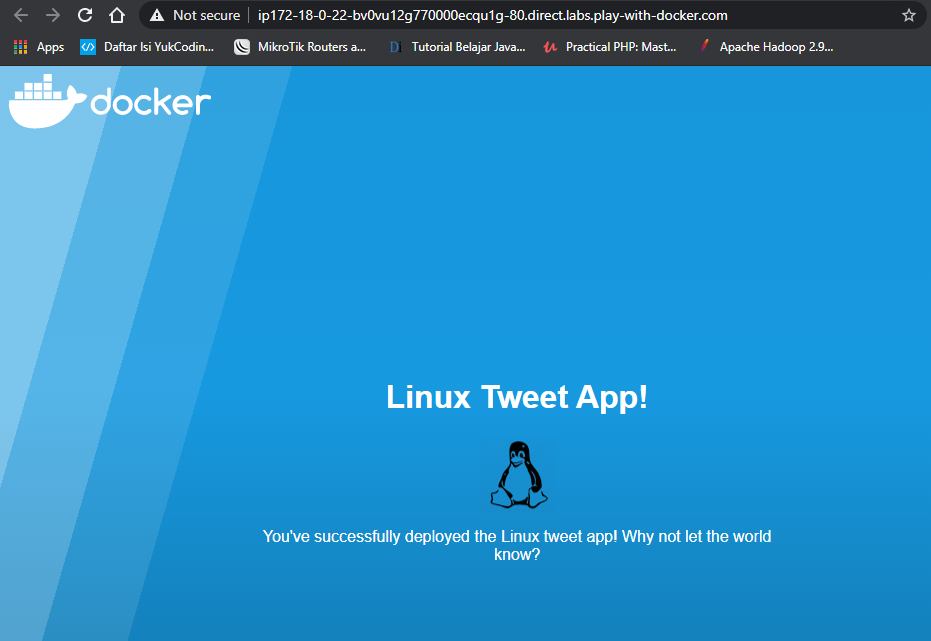 Not secure ip172-18-0-22-bv0vu12g770000ecqu1g-80.direct.labs.play-with-docker.com
Apps Daftar Isi YukCoding... MikroTik Routers a... Tutorial Belajar Java... Practical PHP: Mast... Apache Hadoop 2.9...
docker
Linux Tweet App!
You've successfully deployed the Linux tweet app! Why not let the world
know?